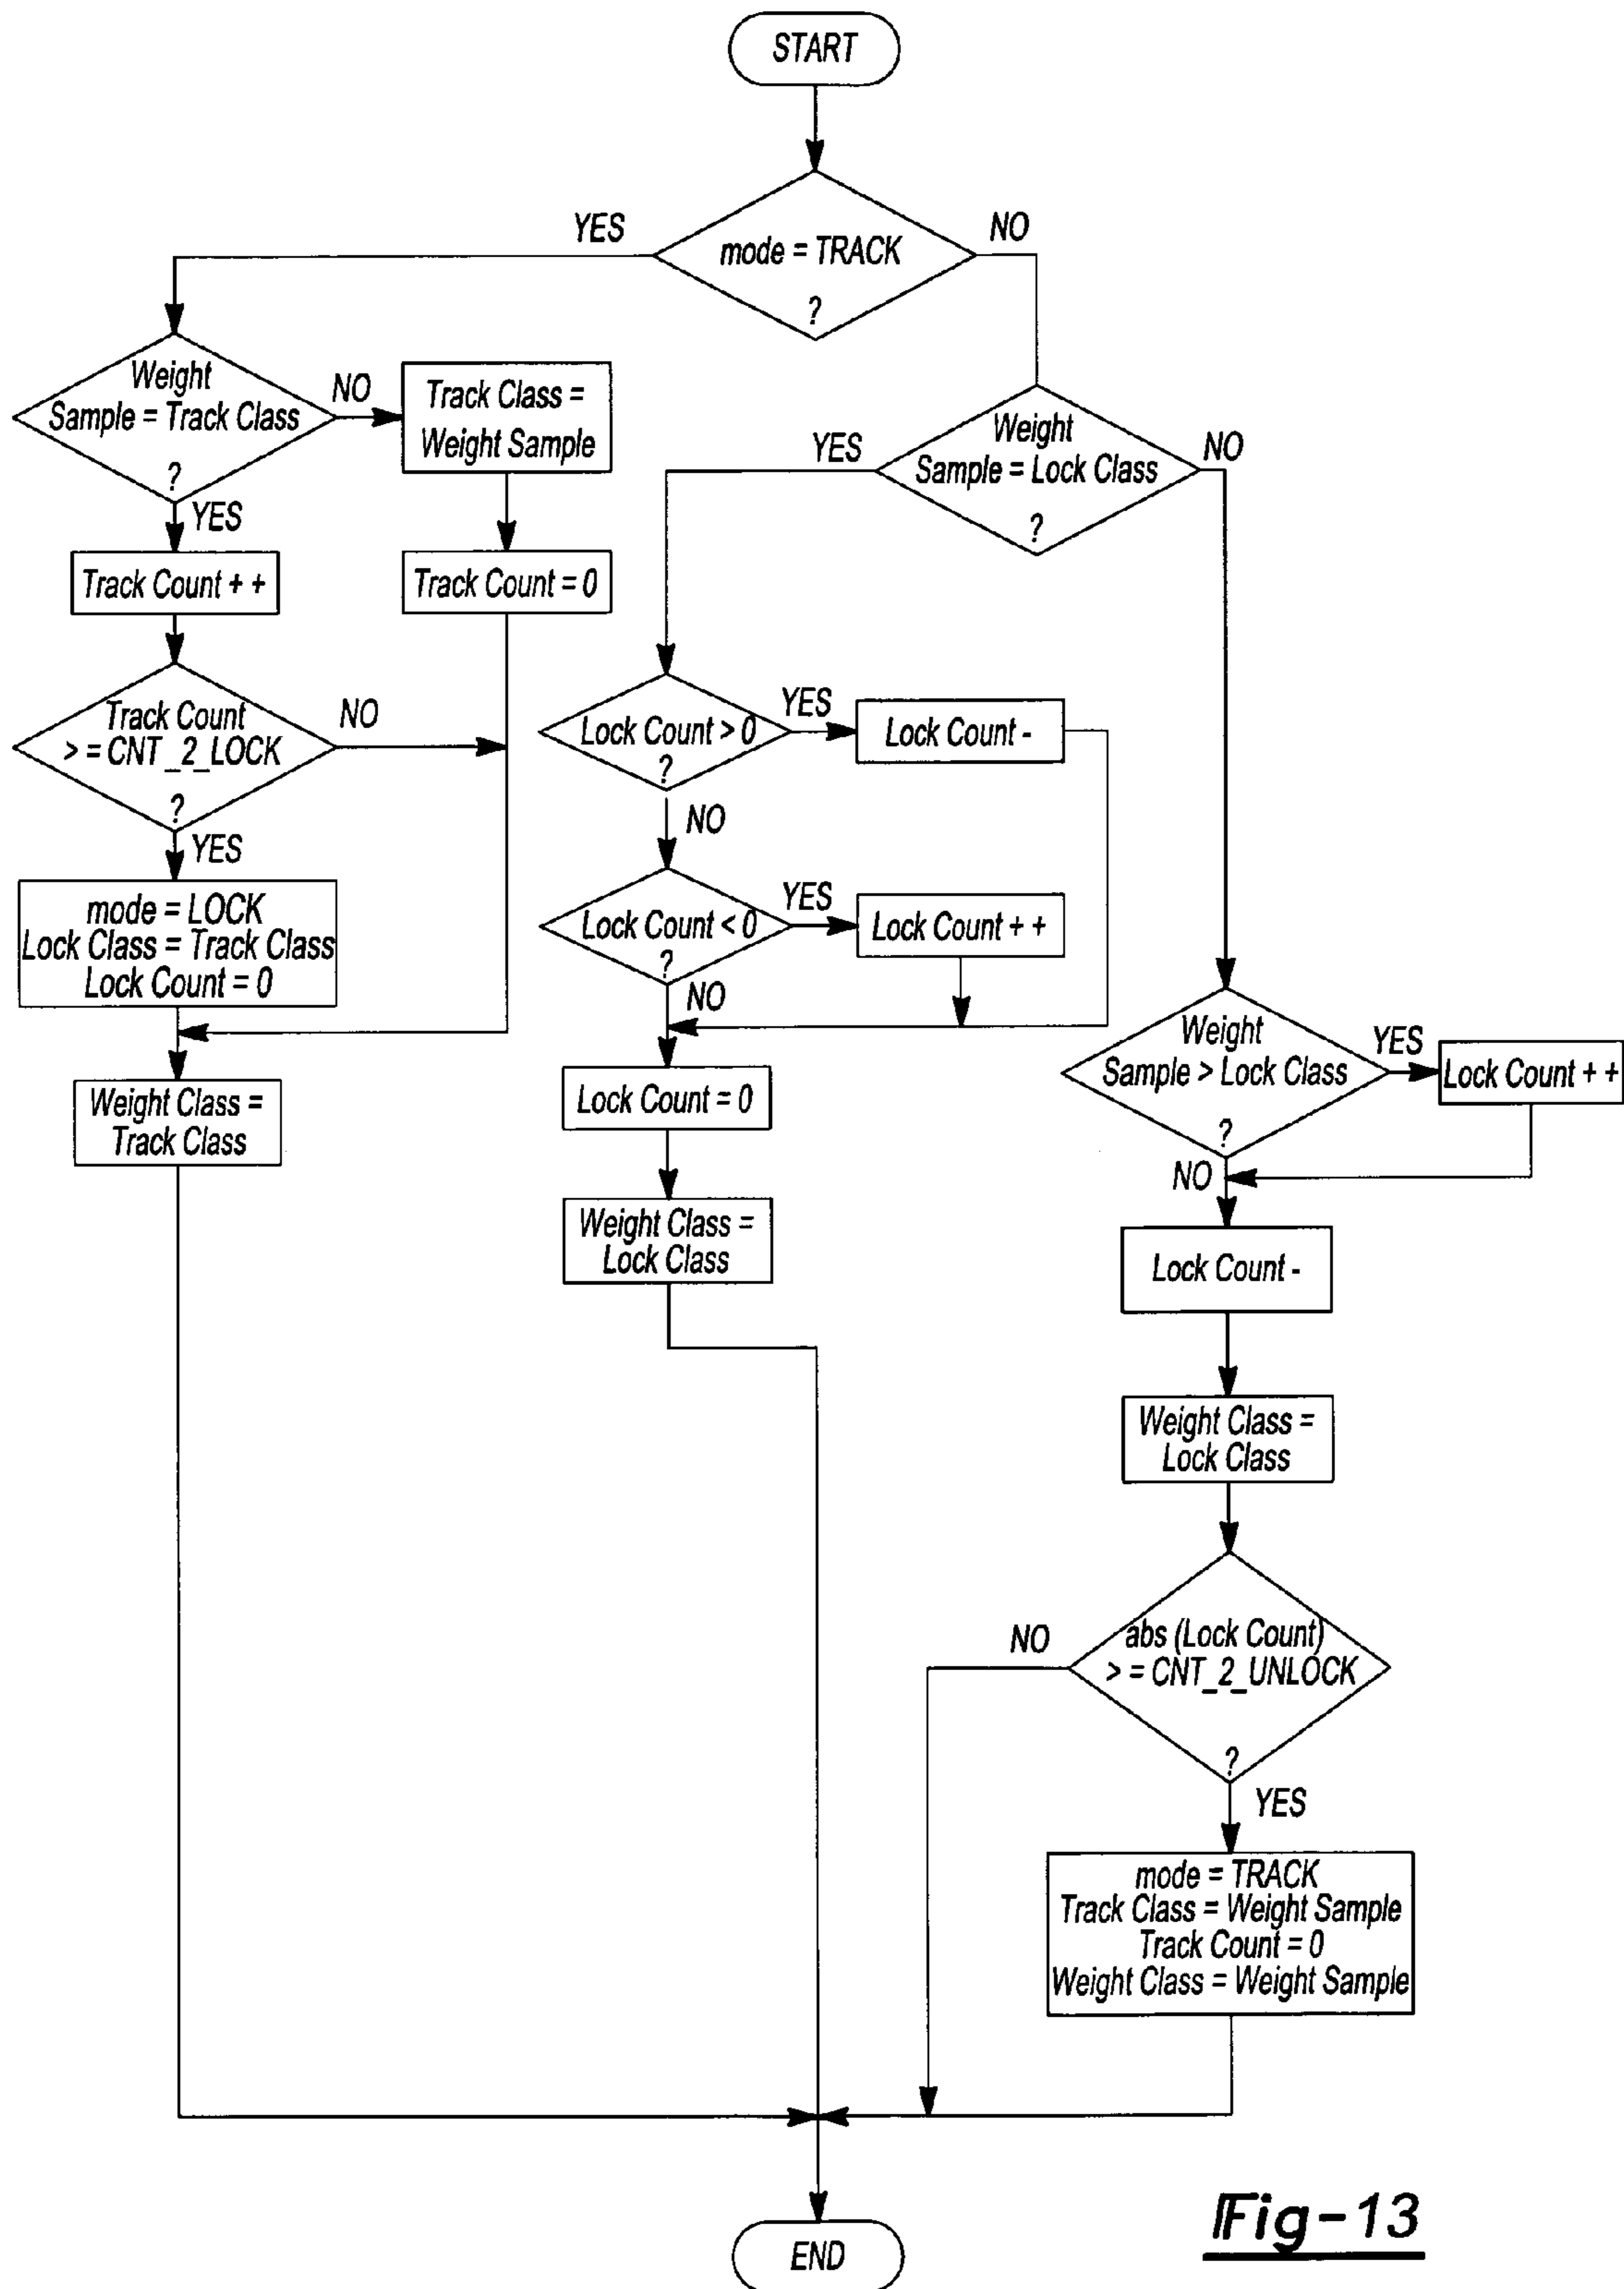 START
mode = TRACK
?
YES
NO
Weight
Sample = Track Class
?
NO
YES
Track Class =
Weight Sample
Track Count + +
Track Count = 0
Track Count
> = CNT_2_LOCK
?
NO
YES
mode = LOCK
Lock Class = Track Class
Lock Count = 0
Weight Class =
Track Class
Weight
Sample = Lock Class
?
YES
NO
Lock Count > 0
?
YES
Lock Count -
NO
Lock Count < 0
?
YES
Lock Count + +
NO
Lock Count = 0
Weight Class =
Lock Class
Weight
Sample > Lock Class
?
YES
Lock Count + +
NO
Lock Count -
Weight Class =
Lock Class
abs (Lock Count)
> = CNT_2_UNLOCK
?
NO
YES
mode = TRACK
Track Class = Weight Sample
Track Count = 0
Weight Class = Weight Sample
END
Fig-13